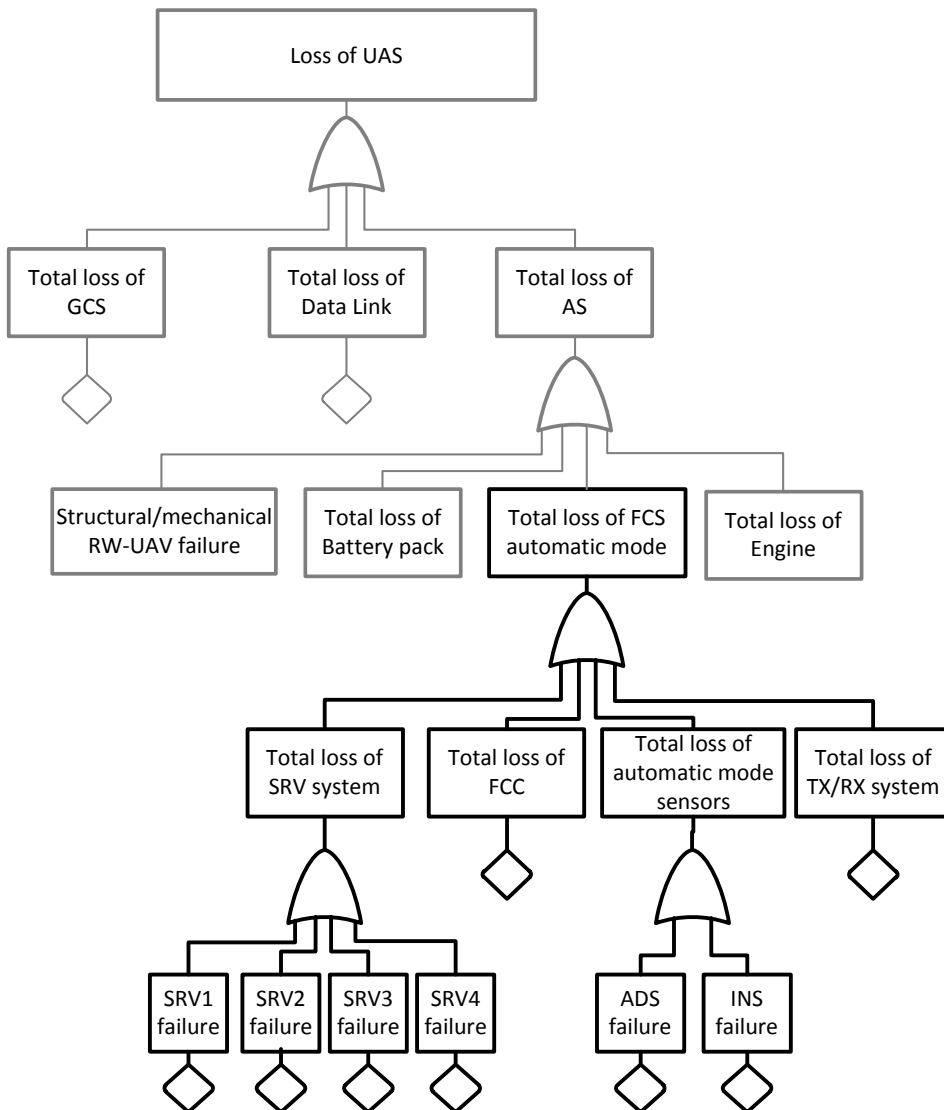 Loss of UAS
Total loss of
GCS
Total loss of
Data Link
Total loss of
AS
Structural/mechanical
RW-UAV failure
Total loss of
Battery pack
Total loss of FCS
automatic mode
Total loss of
Engine
Total loss of
SRV system
Total loss of
FCC
Total loss of
automatic mode
sensors
Total loss of
TX/RX system
SRV1
failure
SRV2
failure
SRV3
failure
SRV4
failure
ADS
failure
INS
failure